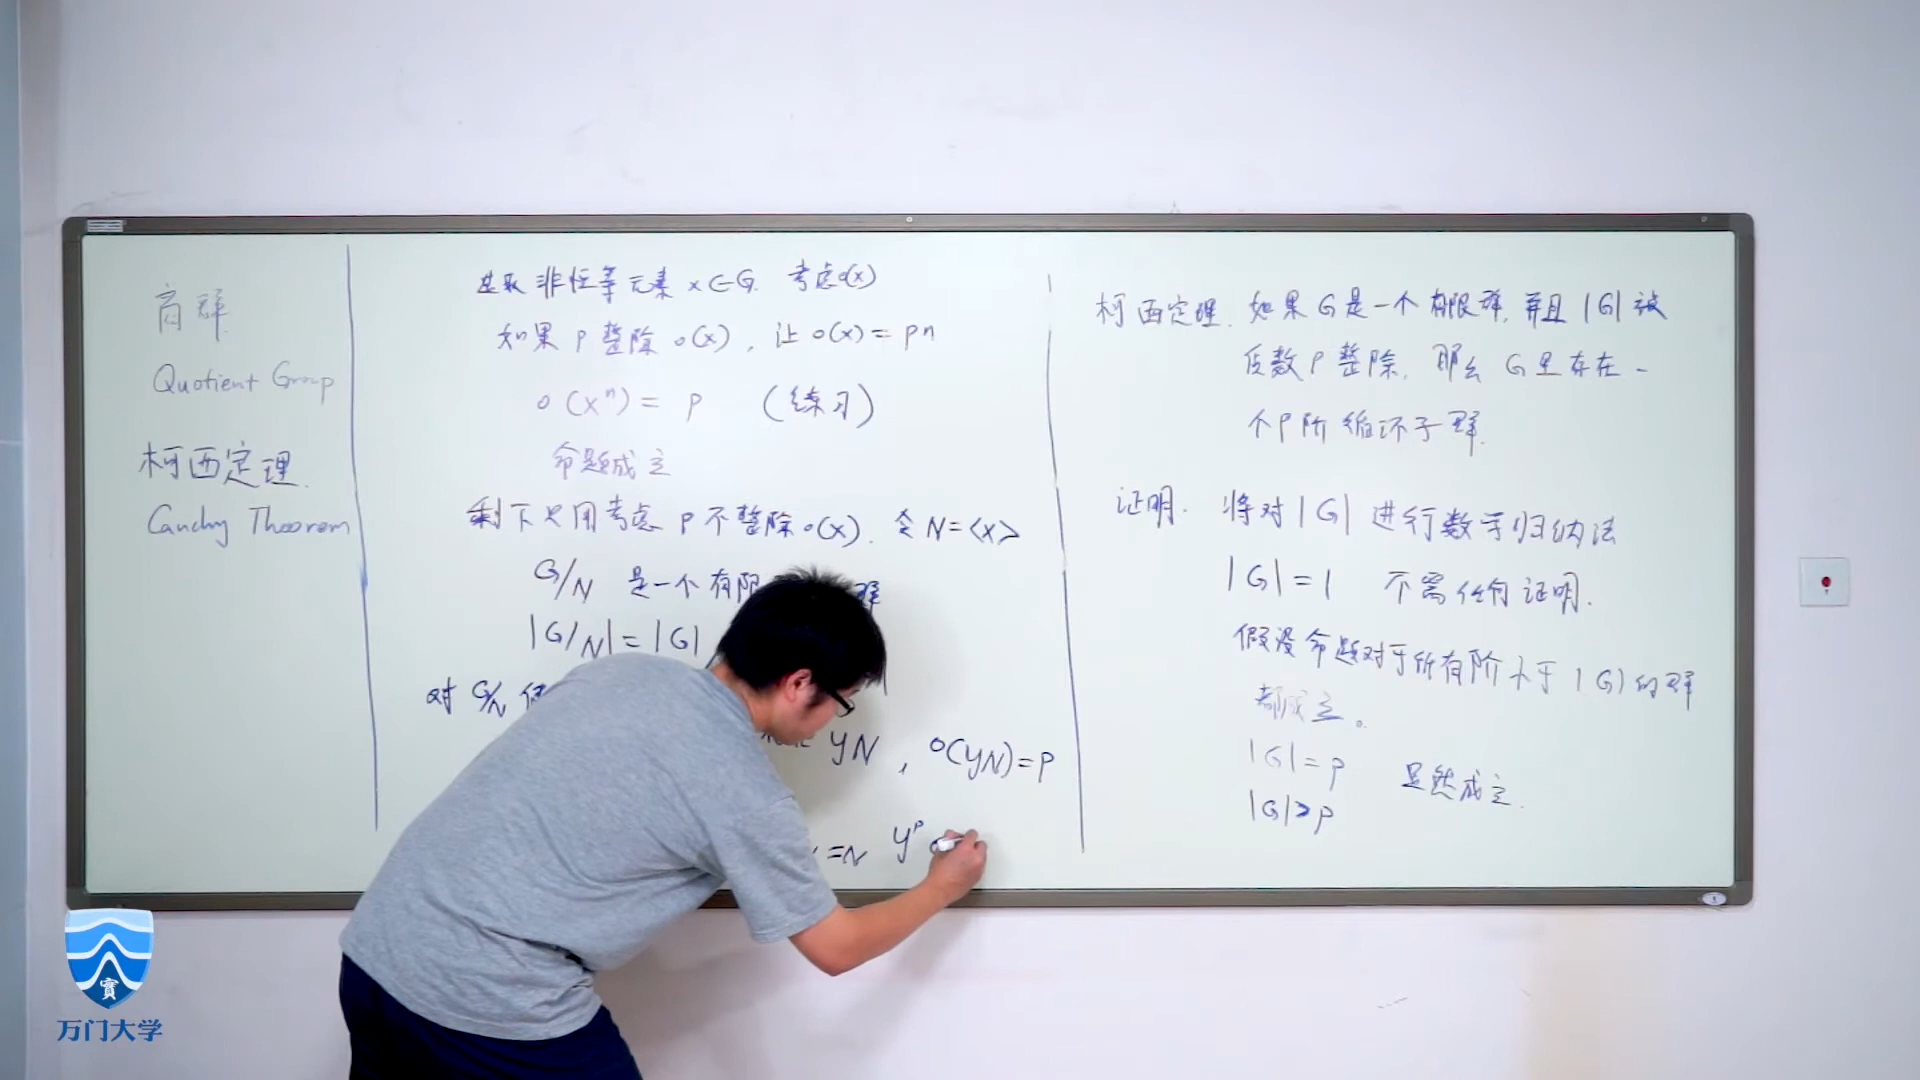 商群
Quotient Group
柯西定理.
Cauchy Theorem
选取 非恒等元素 x∈G. 考虑o(x)
如果 P 整除 o(x), 让 o(x) = pn
o(xⁿ) = p (练习)
命题成立
剩下只用考虑 P 不整除 o(x). 令 N=<x>
G/N 是一个有限 群
|G/N| = |G|
对 G/N
yN , o(yN)=p
=N yᵖ
柯西定理. 如果 G 是一个有限群, 并且 |G| 被
质数 P 整除, 那么 G 里存在一
个P阶循环子群.
证明. 将对 |G| 进行数学归纳法
|G|=1 不需任何证明.
假设命题对于所有阶小于 |G| 的群
都成立。
|G|=p 显然成立.
|G|>p
實
万门大学